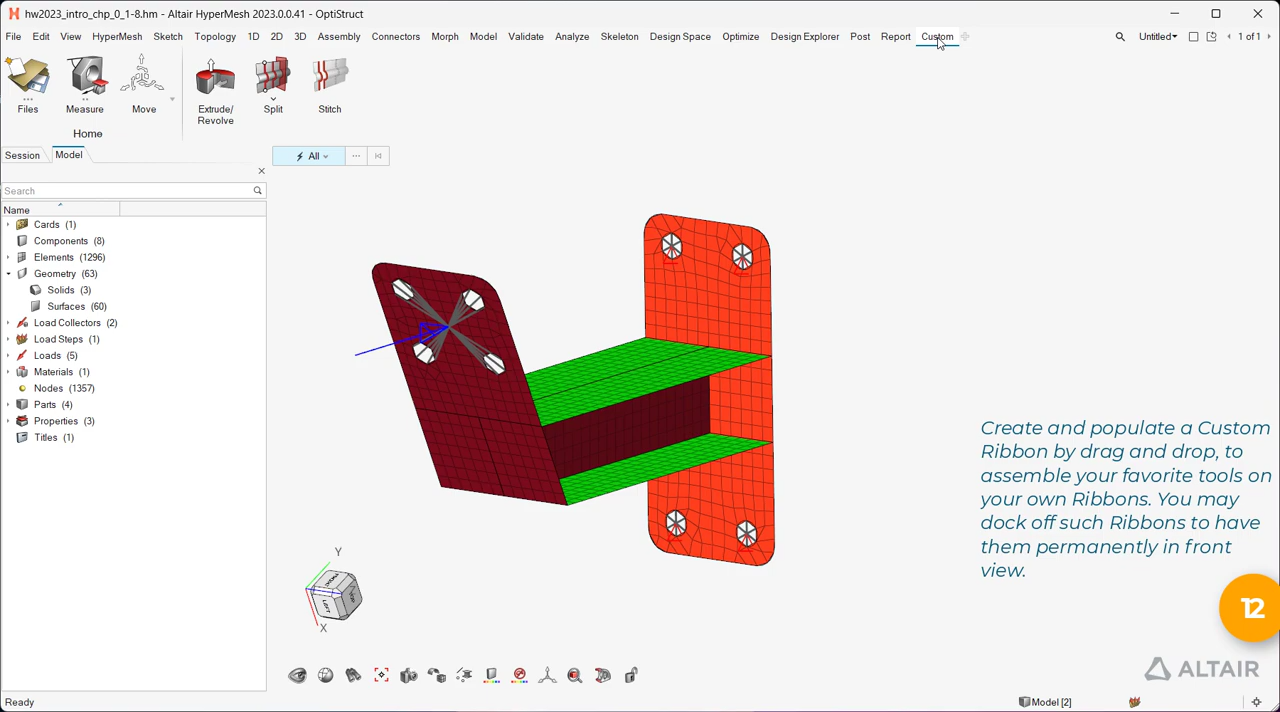 hw2023_intro_chp_0_1-8.hm - Altair HyperMesh 2023.0.0.41 - OptiStruct
File Edit View HyperMesh Sketch Topology 1D 2D 3D Assembly Connectors Morph Model Validate Analyze Skeleton Design Space Optimize Design Explorer Post Report Custom Untitled 1 of 1
Files Measure Move Extrude/ Split Stitch
Revolve
Home
Session Model
All
Search
Name
Cards (1)
Components (8)
Elements (1296)
Geometry (63)
Solids (3)
Surfaces (60)
Load Collectors (2)
Load Steps (1)
Loads (5)
Materials (1)
Nodes (1357)
Parts (4)
Properties (3)
Titles (1)
Create and populate a Custom
Ribbon by drag and drop, to
assemble your favorite tools on
your own Ribbons. You may
dock off such Ribbons to have
them permanently in front
view.
12
Y
LEFT
X
ALTAIR
Ready
Model [2]